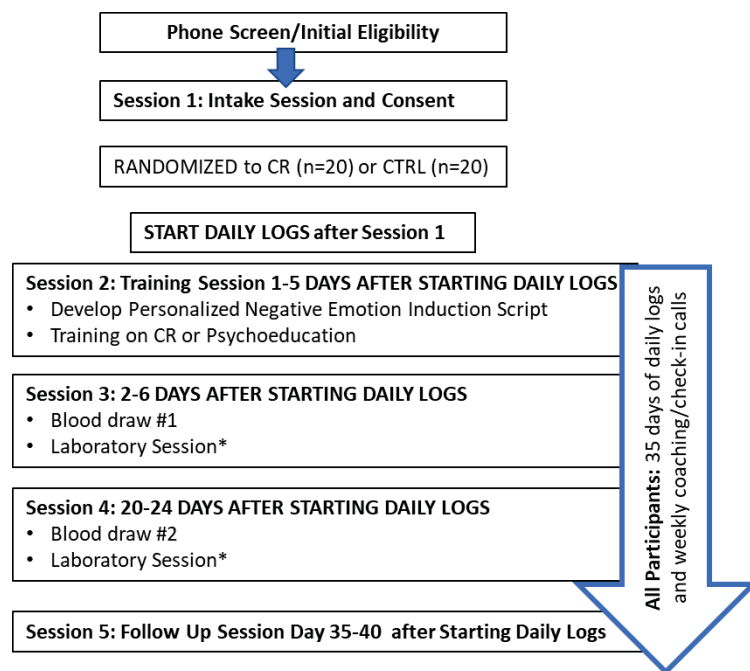 Phone Screen/Initial Eligibility
Session 1: Intake Session and Consent
RANDOMIZED to CR (n=20) or CTRL (n=20)
START DAILY LOGS after Session 1
Session 2: Training Session 1-5 DAYS AFTER STARTING DAILY LOGS
• Develop Personalized Negative Emotion Induction Script
• Training on CR or Psychoeducation
Session 3: 2-6 DAYS AFTER STARTING DAILY LOGS
• Blood draw #1
• Laboratory Session*
Session 4: 20-24 DAYS AFTER STARTING DAILY LOGS
• Blood draw #2
• Laboratory Session*
Session 5: Follow Up Session Day 35-40 after Starting Daily Logs
All Participants: 35 days of daily logs
and weekly coaching/check-in calls